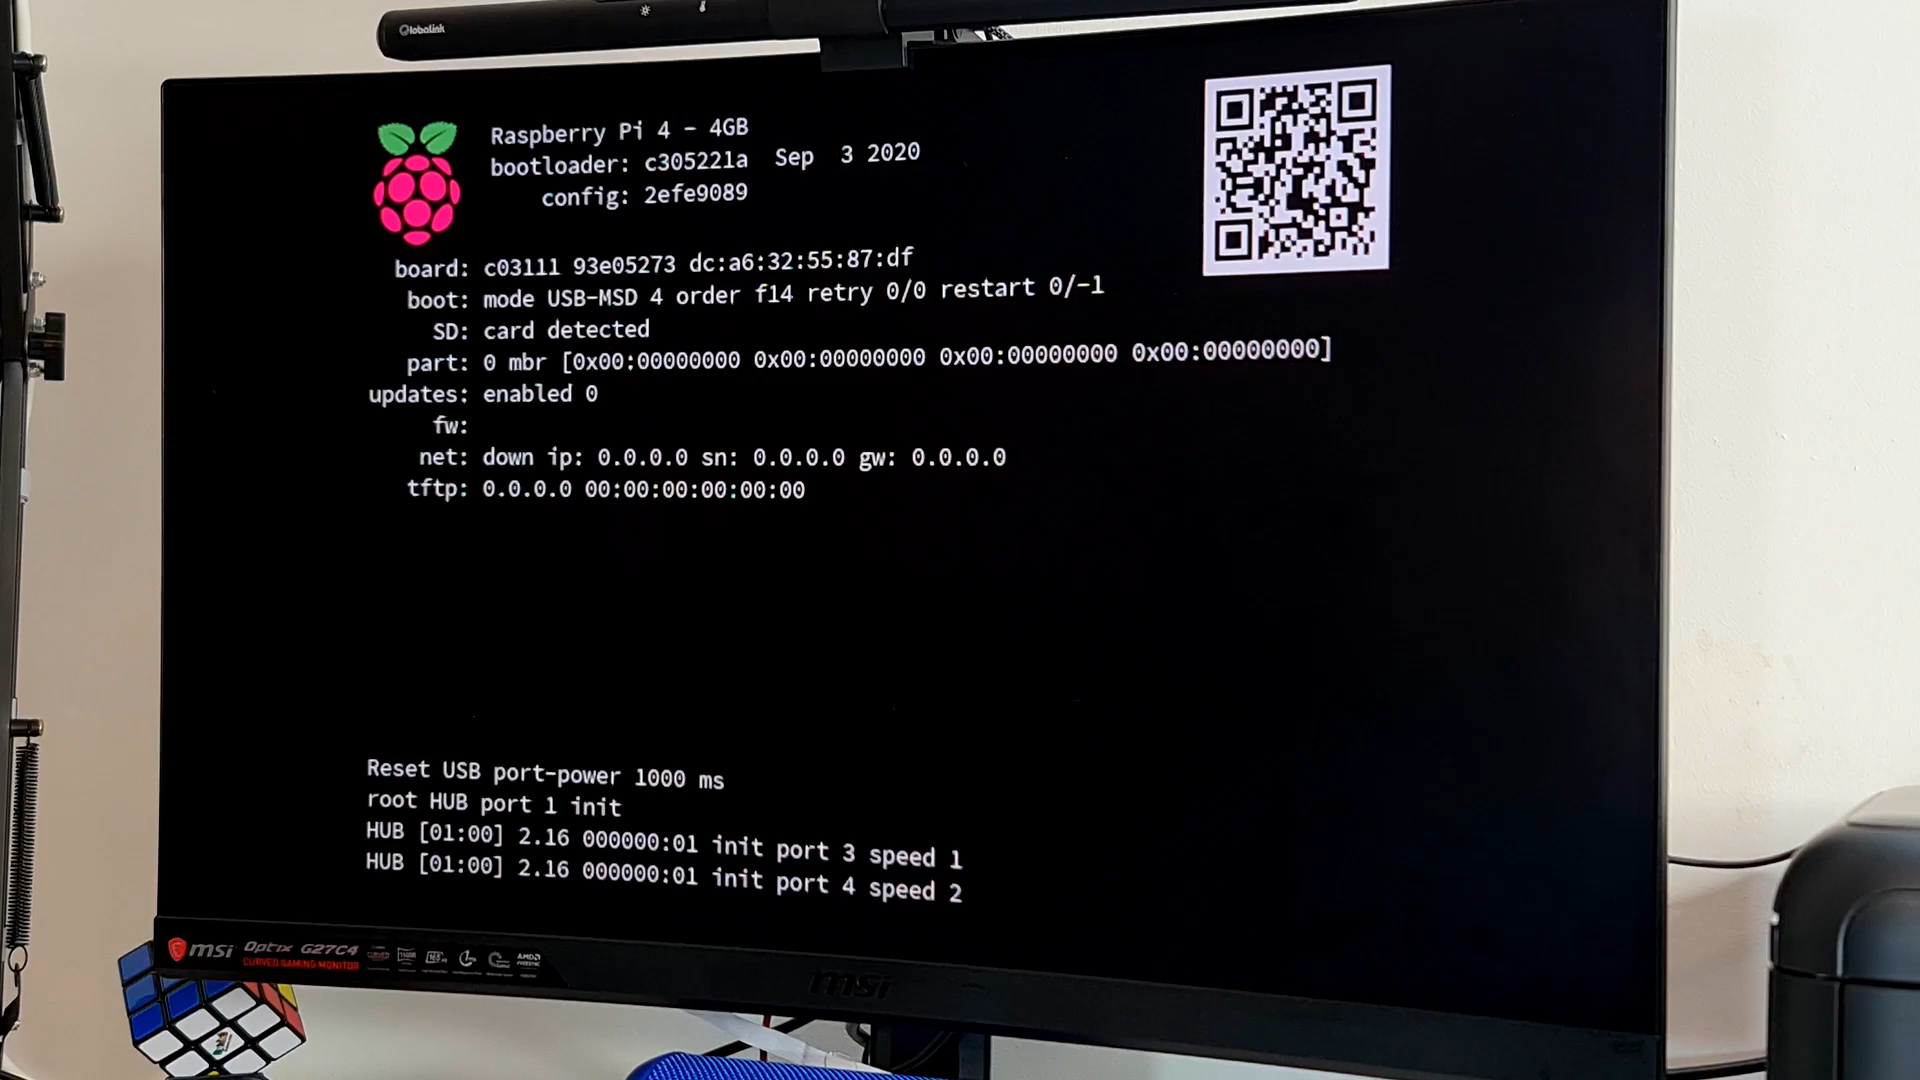 Globalink
Raspberry Pi 4 - 4GB
bootloader: c305221a Sep 3 2020
config: 2efe9089
board: c03111 93e05273 dc:a6:32:55:87:df
boot: mode USB-MSD 4 order f14 retry 0/0 restart 0/-1
SD: card detected
part: 0 mbr [0x00:00000000 0x00:00000000 0x00:00000000 0x00:00000000]
updates: enabled 0
fw:
net: down ip: 0.0.0.0 sn: 0.0.0.0 gw: 0.0.0.0
tftp: 0.0.0.0 00:00:00:00:00:00
Reset USB port-power 1000 ms
root HUB port 1 init
HUB [01:00] 2.16 000000:01 init port 3 speed 1
HUB [01:00] 2.16 000000:01 init port 4 speed 2
msi Optix G27C4
CURVED GAMING MONITOR
AMD
msi